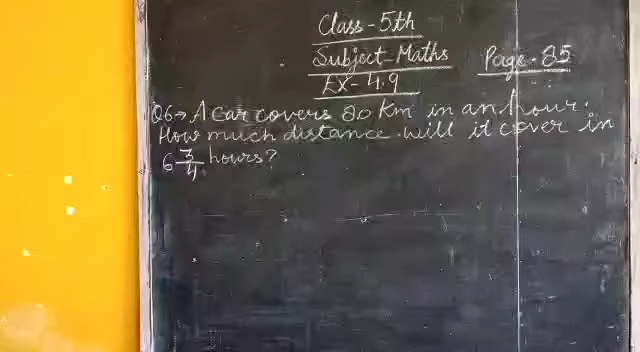 Class - 5th
Subject - Maths Page - 85
Ex - 4.9
Q6→ A car covers 80 Km in an hour.
How much distance will it cover in
6 3/4 hours?